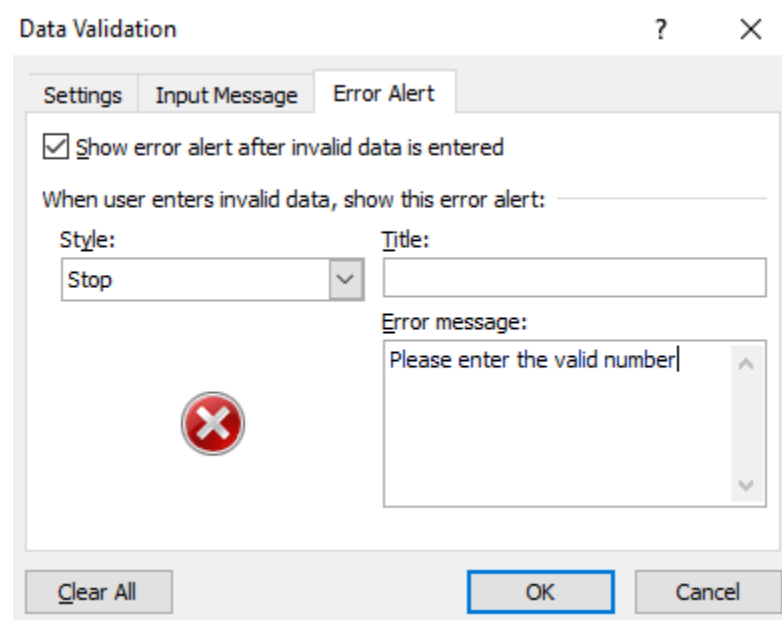 Data Validation ?
Settings Input Message Error Alert
Show error alert after invalid data is entered
When user enters invalid data, show this error alert:
Style: Title:
Stop
Error message:
Please enter the valid number
Clear All OK Cancel